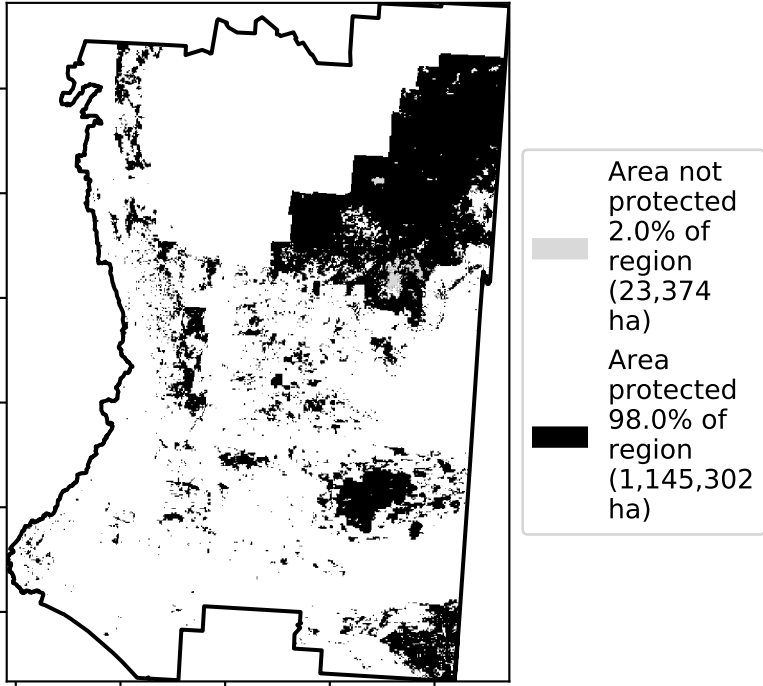 Area not
protected
2.0% of
region
(23,374
ha)
Area
protected
98.0% of
region
(1,145,302
ha)